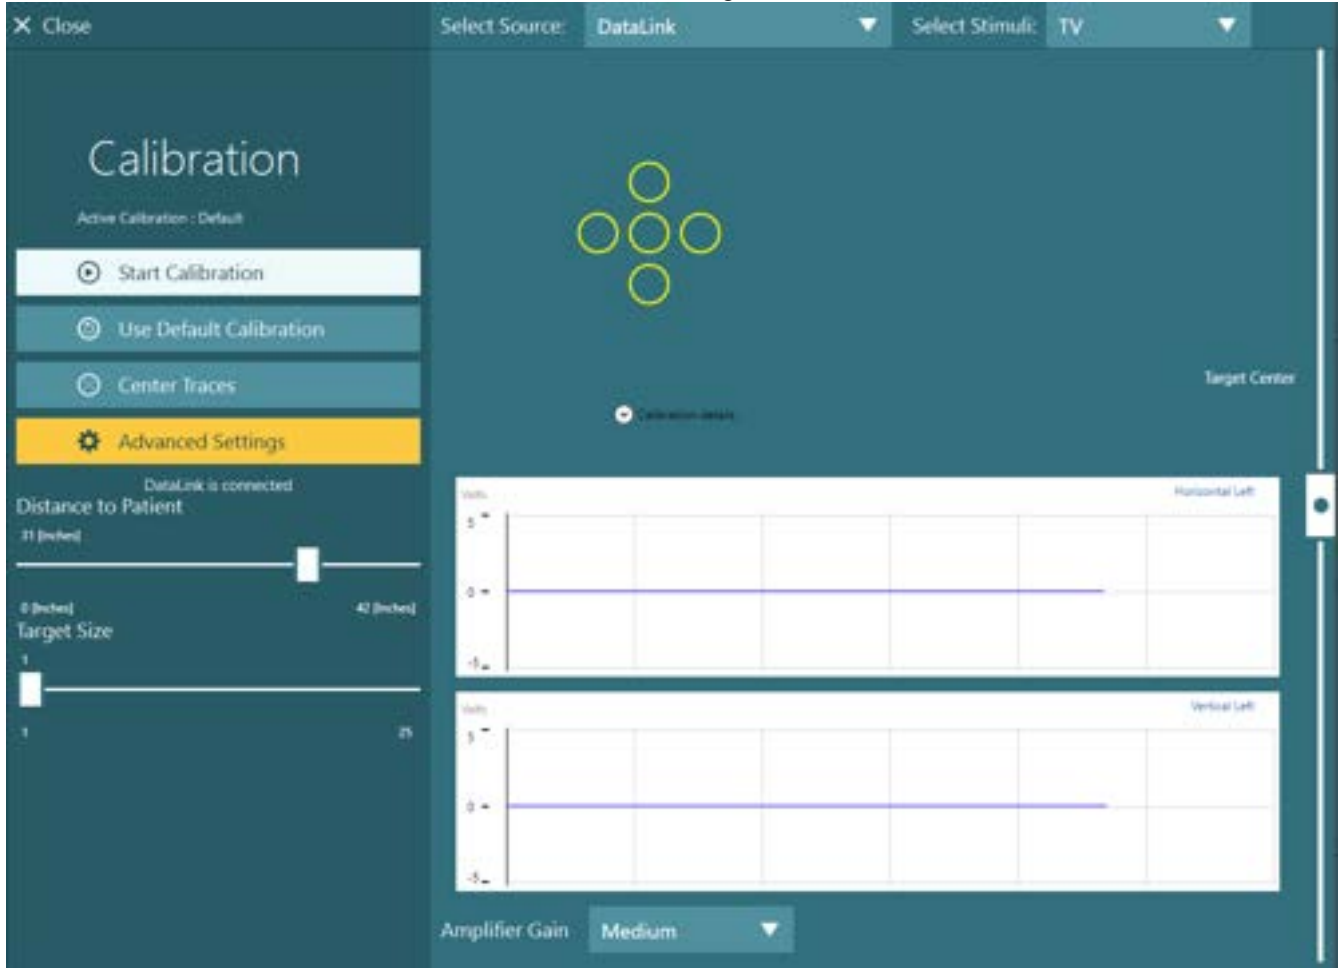 Close
Select Source:
DataLink
Select Stimuli:
TV
Calibration
Active Calibration : Default
Start Calibration
Use Default Calibration
Center Traces
Advanced Settings
DataLink is connected
Distance to Patient
31 [Inches]
0 [Inches]
42 [Inches]
Target Size
1
1
25
Calibration details
Target Center
Volts
Horizontal Left
5
0
-5
Volts
Vertical Left
5
0
-5
Amplifier Gain
Medium